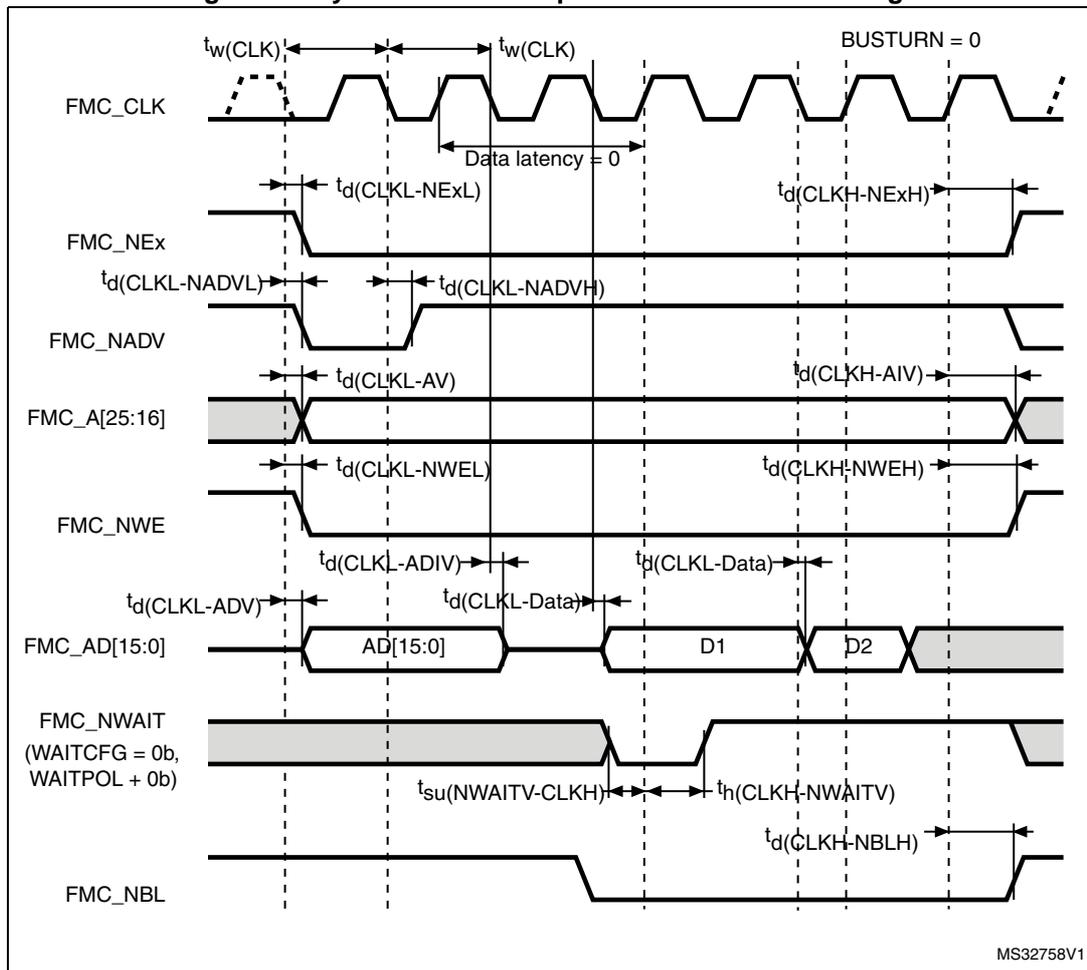 tw(CLK) tw(CLK) BUSTURN = 0
FMC_CLK
Data latency = 0
td(CLKL-NExL) td(CLKH-NExH)
FMC_NEx
td(CLKL-NADVL) td(CLKL-NADVH)
FMC_NADV
td(CLKL-AV) td(CLKH-AIV)
FMC_A[25:16]
td(CLKL-NWEL) td(CLKH-NWEH)
FMC_NWE
td(CLKL-ADIV) td(CLKL-Data)
td(CLKL-ADV) td(CLKL-Data)
FMC_AD[15:0] AD[15:0] D1 D2
FMC_NWAIT
(WAITCFG = 0b,
WAITPOL + 0b)
tsu(NWAITV-CLKH) th(CLKH-NWAITV)
td(CLKH-NBLH)
FMC_NBL
MS32758V1